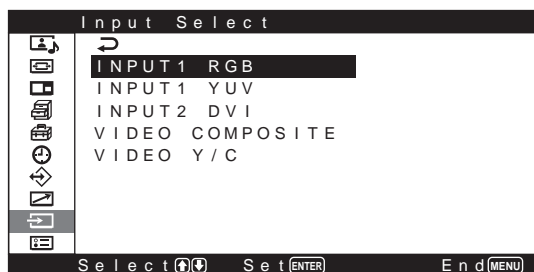 Input Select
INPUT1 RGB
INPUT1 YUV
INPUT2 DVI
VIDEO COMPOSITE
VIDEO Y/C
Select Set ENTER End MENU